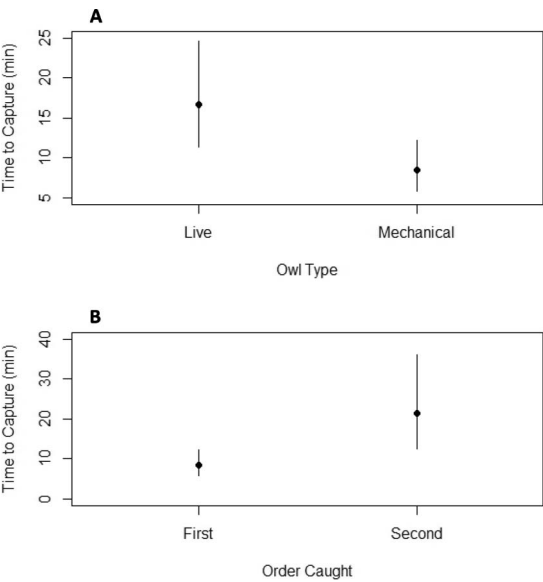 A
Time to Capture (min)
25
20
15
10
5
Live Mechanical
Owl Type
B
Time to Capture (min)
40
30
20
10
0
First Second
Order Caught